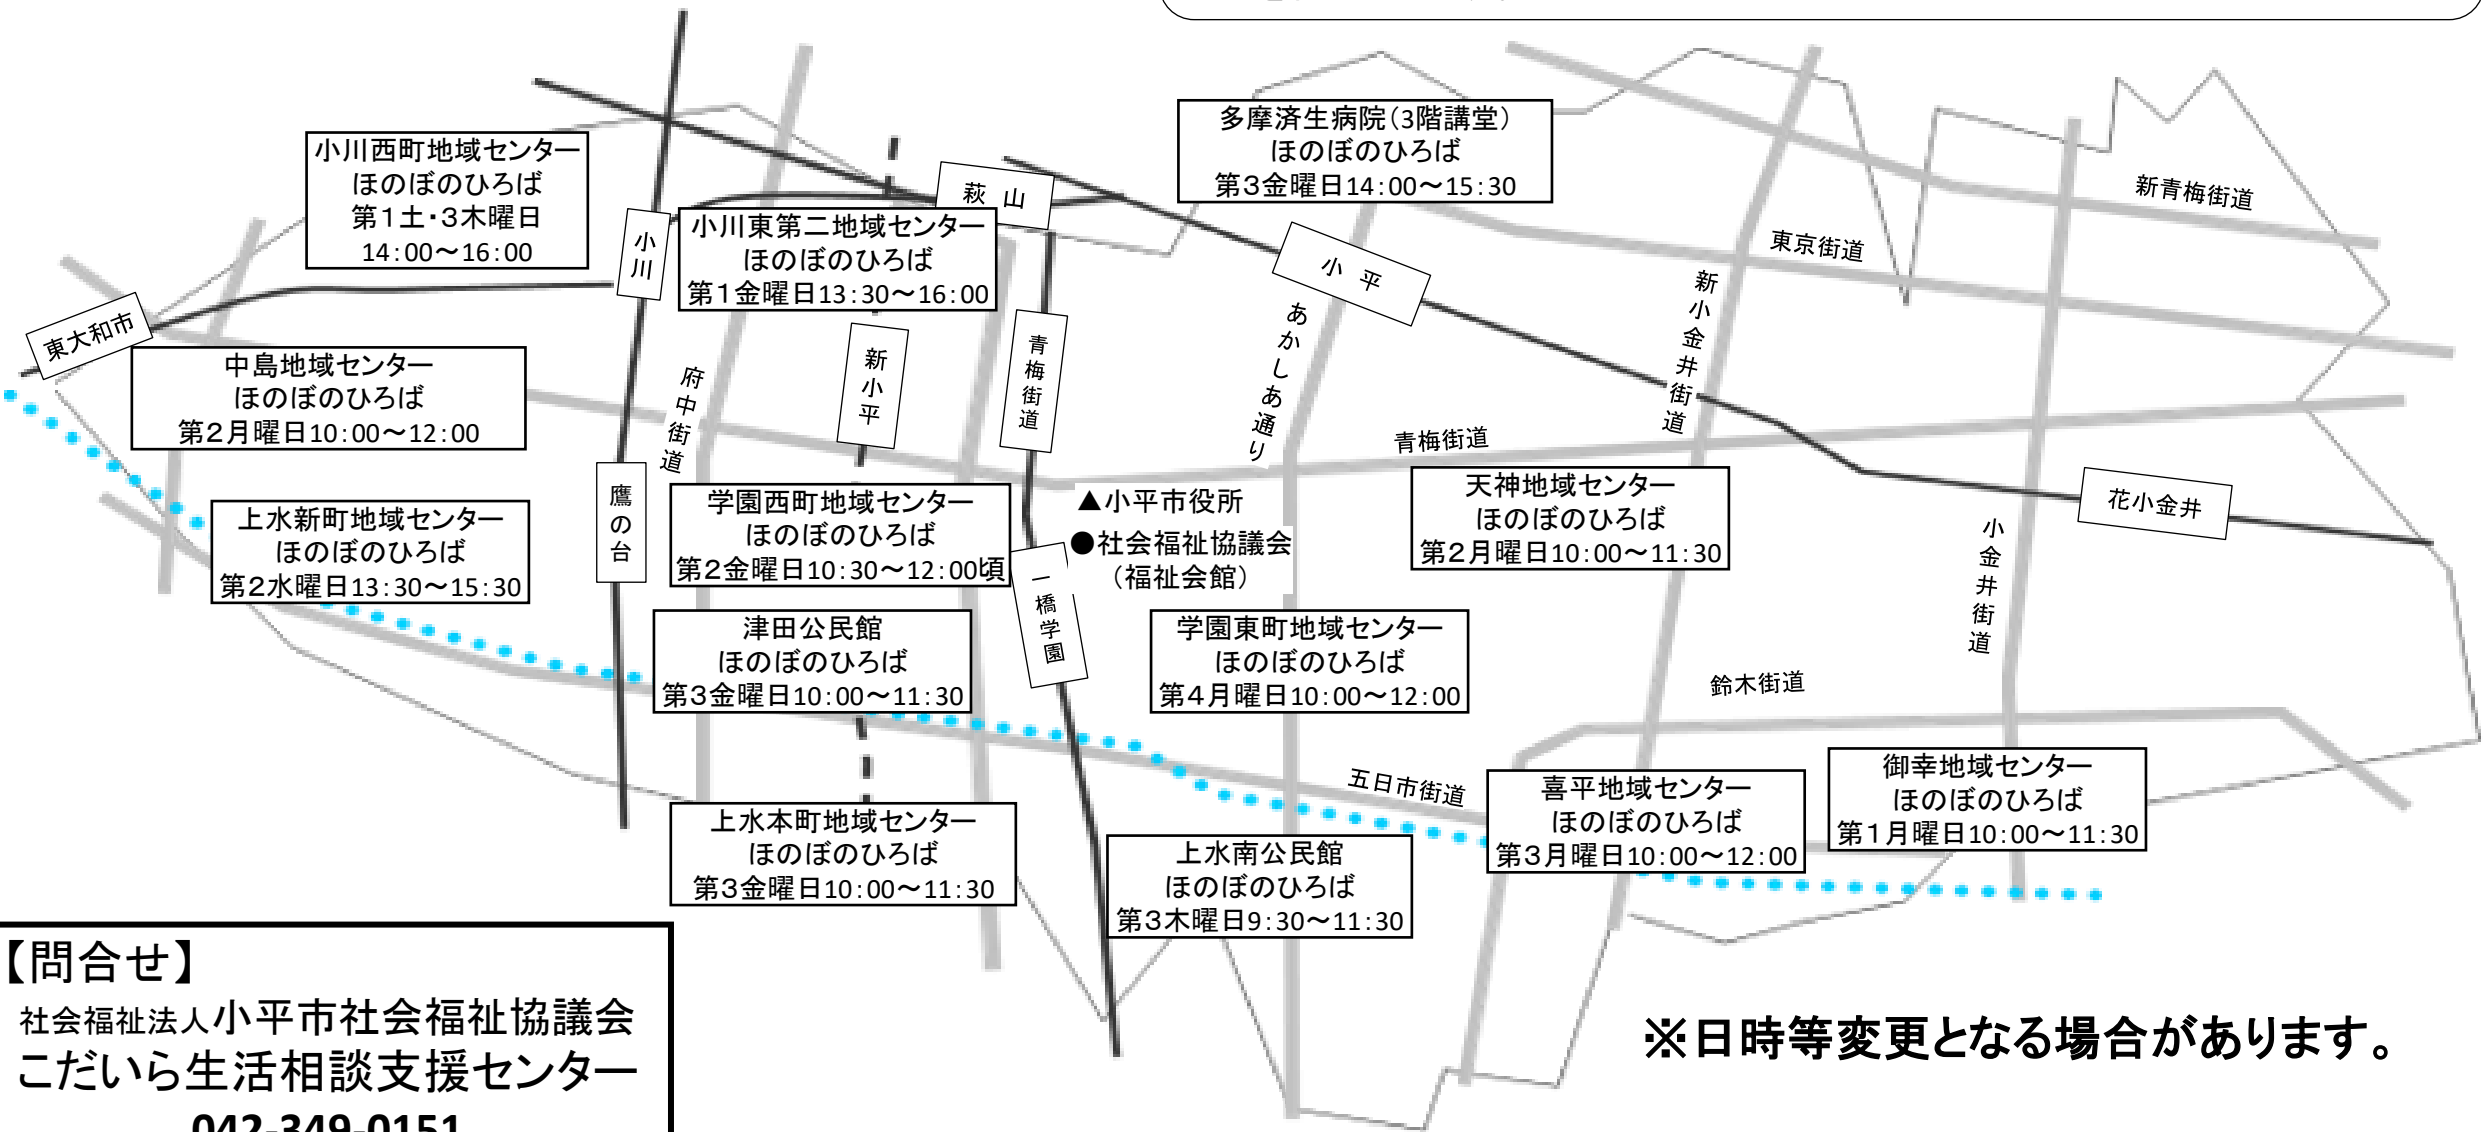 多摩済生病院（3階講堂）
ほのぼのひろば
第３金曜日14：00～15：30
小川西町地域センター
ほのぼのひろば
第１土・３木曜日
14：00～16：00
萩 山
小川東第二地域センター
ほのぼのひろば
第１金曜日13：30～16：00
小川
小 平
新青梅街道
東京街道
新小金井街道
あかしあ通り
東大和市
中島地域センター
ほのぼのひろば
第２月曜日10：00～12：00
府中街道
新小平
青梅街道
青梅街道
鷹の台
上水新町地域センター
ほのぼのひろば
第２水曜日13：30～15：30
学園西町地域センター
ほのぼのひろば
第２金曜日10：30～12：00頃
▲小平市役所
●社会福祉協議会
（福祉会館）
天神地域センター
ほのぼのひろば
第２月曜日10：00～11：30
花小金井
小金井街道
一橋学園
津田公民館
ほのぼのひろば
第３金曜日10：00～11：30
学園東町地域センター
ほのぼのひろば
第４月曜日10：00～12：00
鈴木街道
五日市街道
上水本町地域センター
ほのぼのひろば
第３金曜日10：00～11：30
上水南公民館
ほのぼのひろば
第３木曜日9：30～11：30
喜平地域センター
ほのぼのひろば
第３月曜日10：00～12：00
御幸地域センター
ほのぼのひろば
第１月曜日10：00～11：30
【問合せ】
社会福祉法人小平市社会福祉協議会
こだいら生活相談支援センター
042-349-0151
※日時等変更となる場合があります。